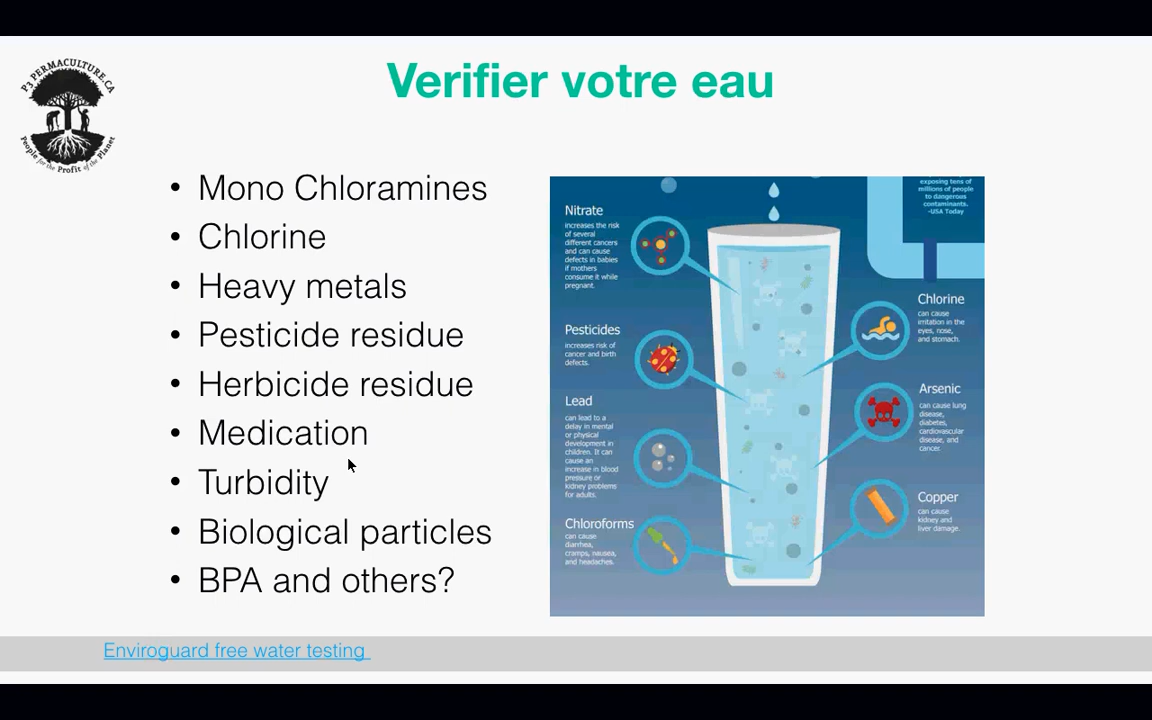 P3 PERMACULTURE.CA
People for the Profit of the Planet
Verifier votre eau
• Mono Chloramines
• Chlorine
• Heavy metals
• Pesticide residue
• Herbicide residue
• Medication
• Turbidity
• Biological particles
• BPA and others?
Nitrate
increases the risk
of several
different cancers
and can cause
defects in babies
if mothers
consume it while
pregnant.
Pesticides
increases risk of
cancer and birth
defects.
Lead
can lead to a
delay in mental
or physical
development in
children. It can
cause an
increase in blood
pressure or
kidney problems
for adults.
Chloroforms
can cause
diarrhea,
cramps, nausea,
and headaches.
exposing tens of
millions of people
to dangerous
contaminants.
-USA Today
Chlorine
can cause
irritation in the
eyes, nose,
and stomach.
Arsenic
can cause lung
disease,
diabetes,
cardiovascular
disease, and
cancer.
Copper
can cause
kidney and
liver damage.
Enviroguard free water testing